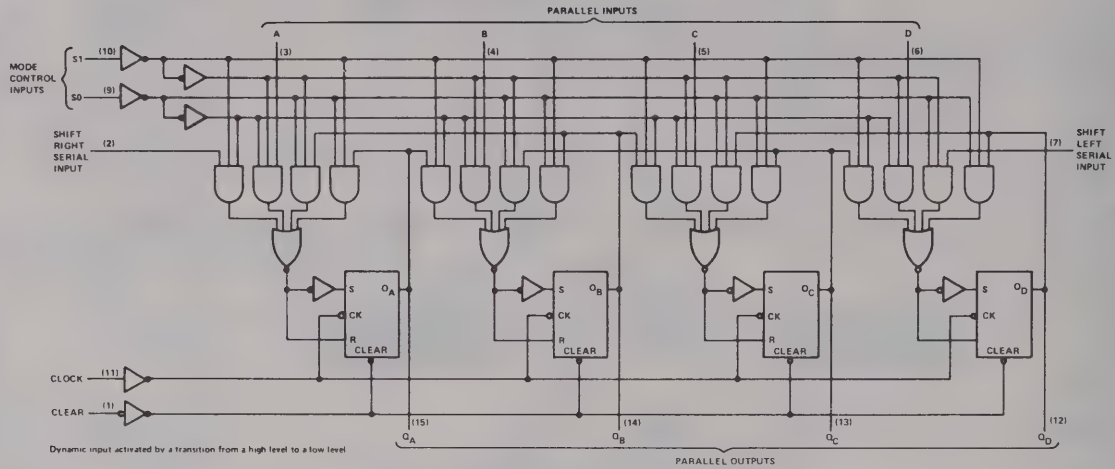 PARALLEL INPUTS
A B C D
(3) (4) (5) (6)
MODE
CONTROL
INPUTS
S1 (10)
S0 (9)
SHIFT
RIGHT
SERIAL
INPUT
(2)
(7)
SHIFT
LEFT
SERIAL
INPUT
S QA
CK
R
CLEAR
S QB
CK
R
CLEAR
S QC
CK
R
CLEAR
S QD
CK
R
CLEAR
CLOCK (11)
CLEAR (1)
(15) (14) (13) (12)
QA QB QC QD
Dynamic input activated by a transition from a high level to a low level
PARALLEL OUTPUTS